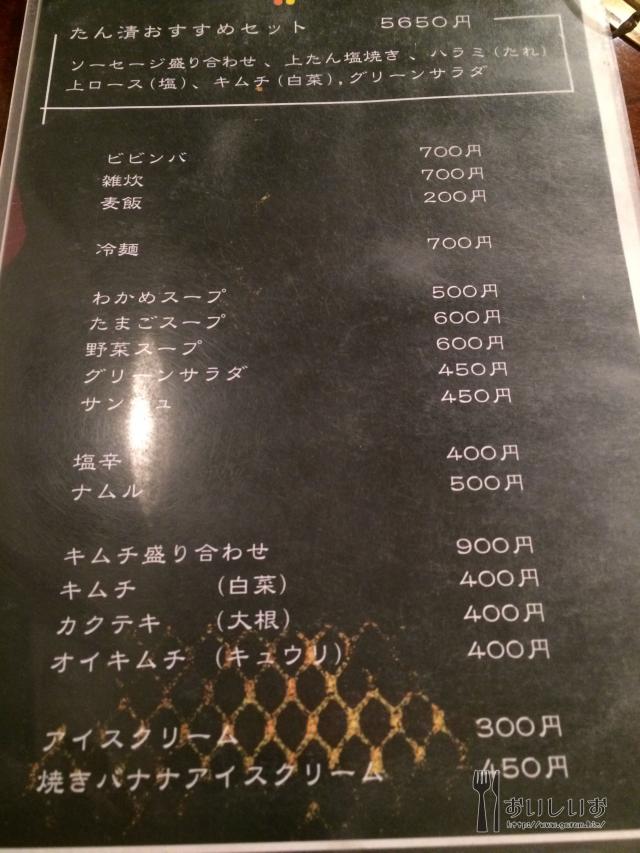 たん清おすすめセット 5650円
ソーセージ盛り合わせ、上たん塩焼き、ハラミ(たれ)
上ロース(塩)、キムチ(白菜),グリーンサラダ
ビビンバ 700円
雑炊 700円
麦飯 200円
冷麺 700円
わかめスープ 500円
たまごスープ 600円
野菜スープ 600円
グリーンサラダ 450円
サンチュ 450円
塩辛 400円
ナムル 500円
キムチ盛り合わせ 900円
キムチ (白菜) 400円
カクテキ (大根) 400円
オイキムチ (キュウリ) 400円
アイスクリーム 300円
焼きバナナアイスクリーム 450円
おいしいお